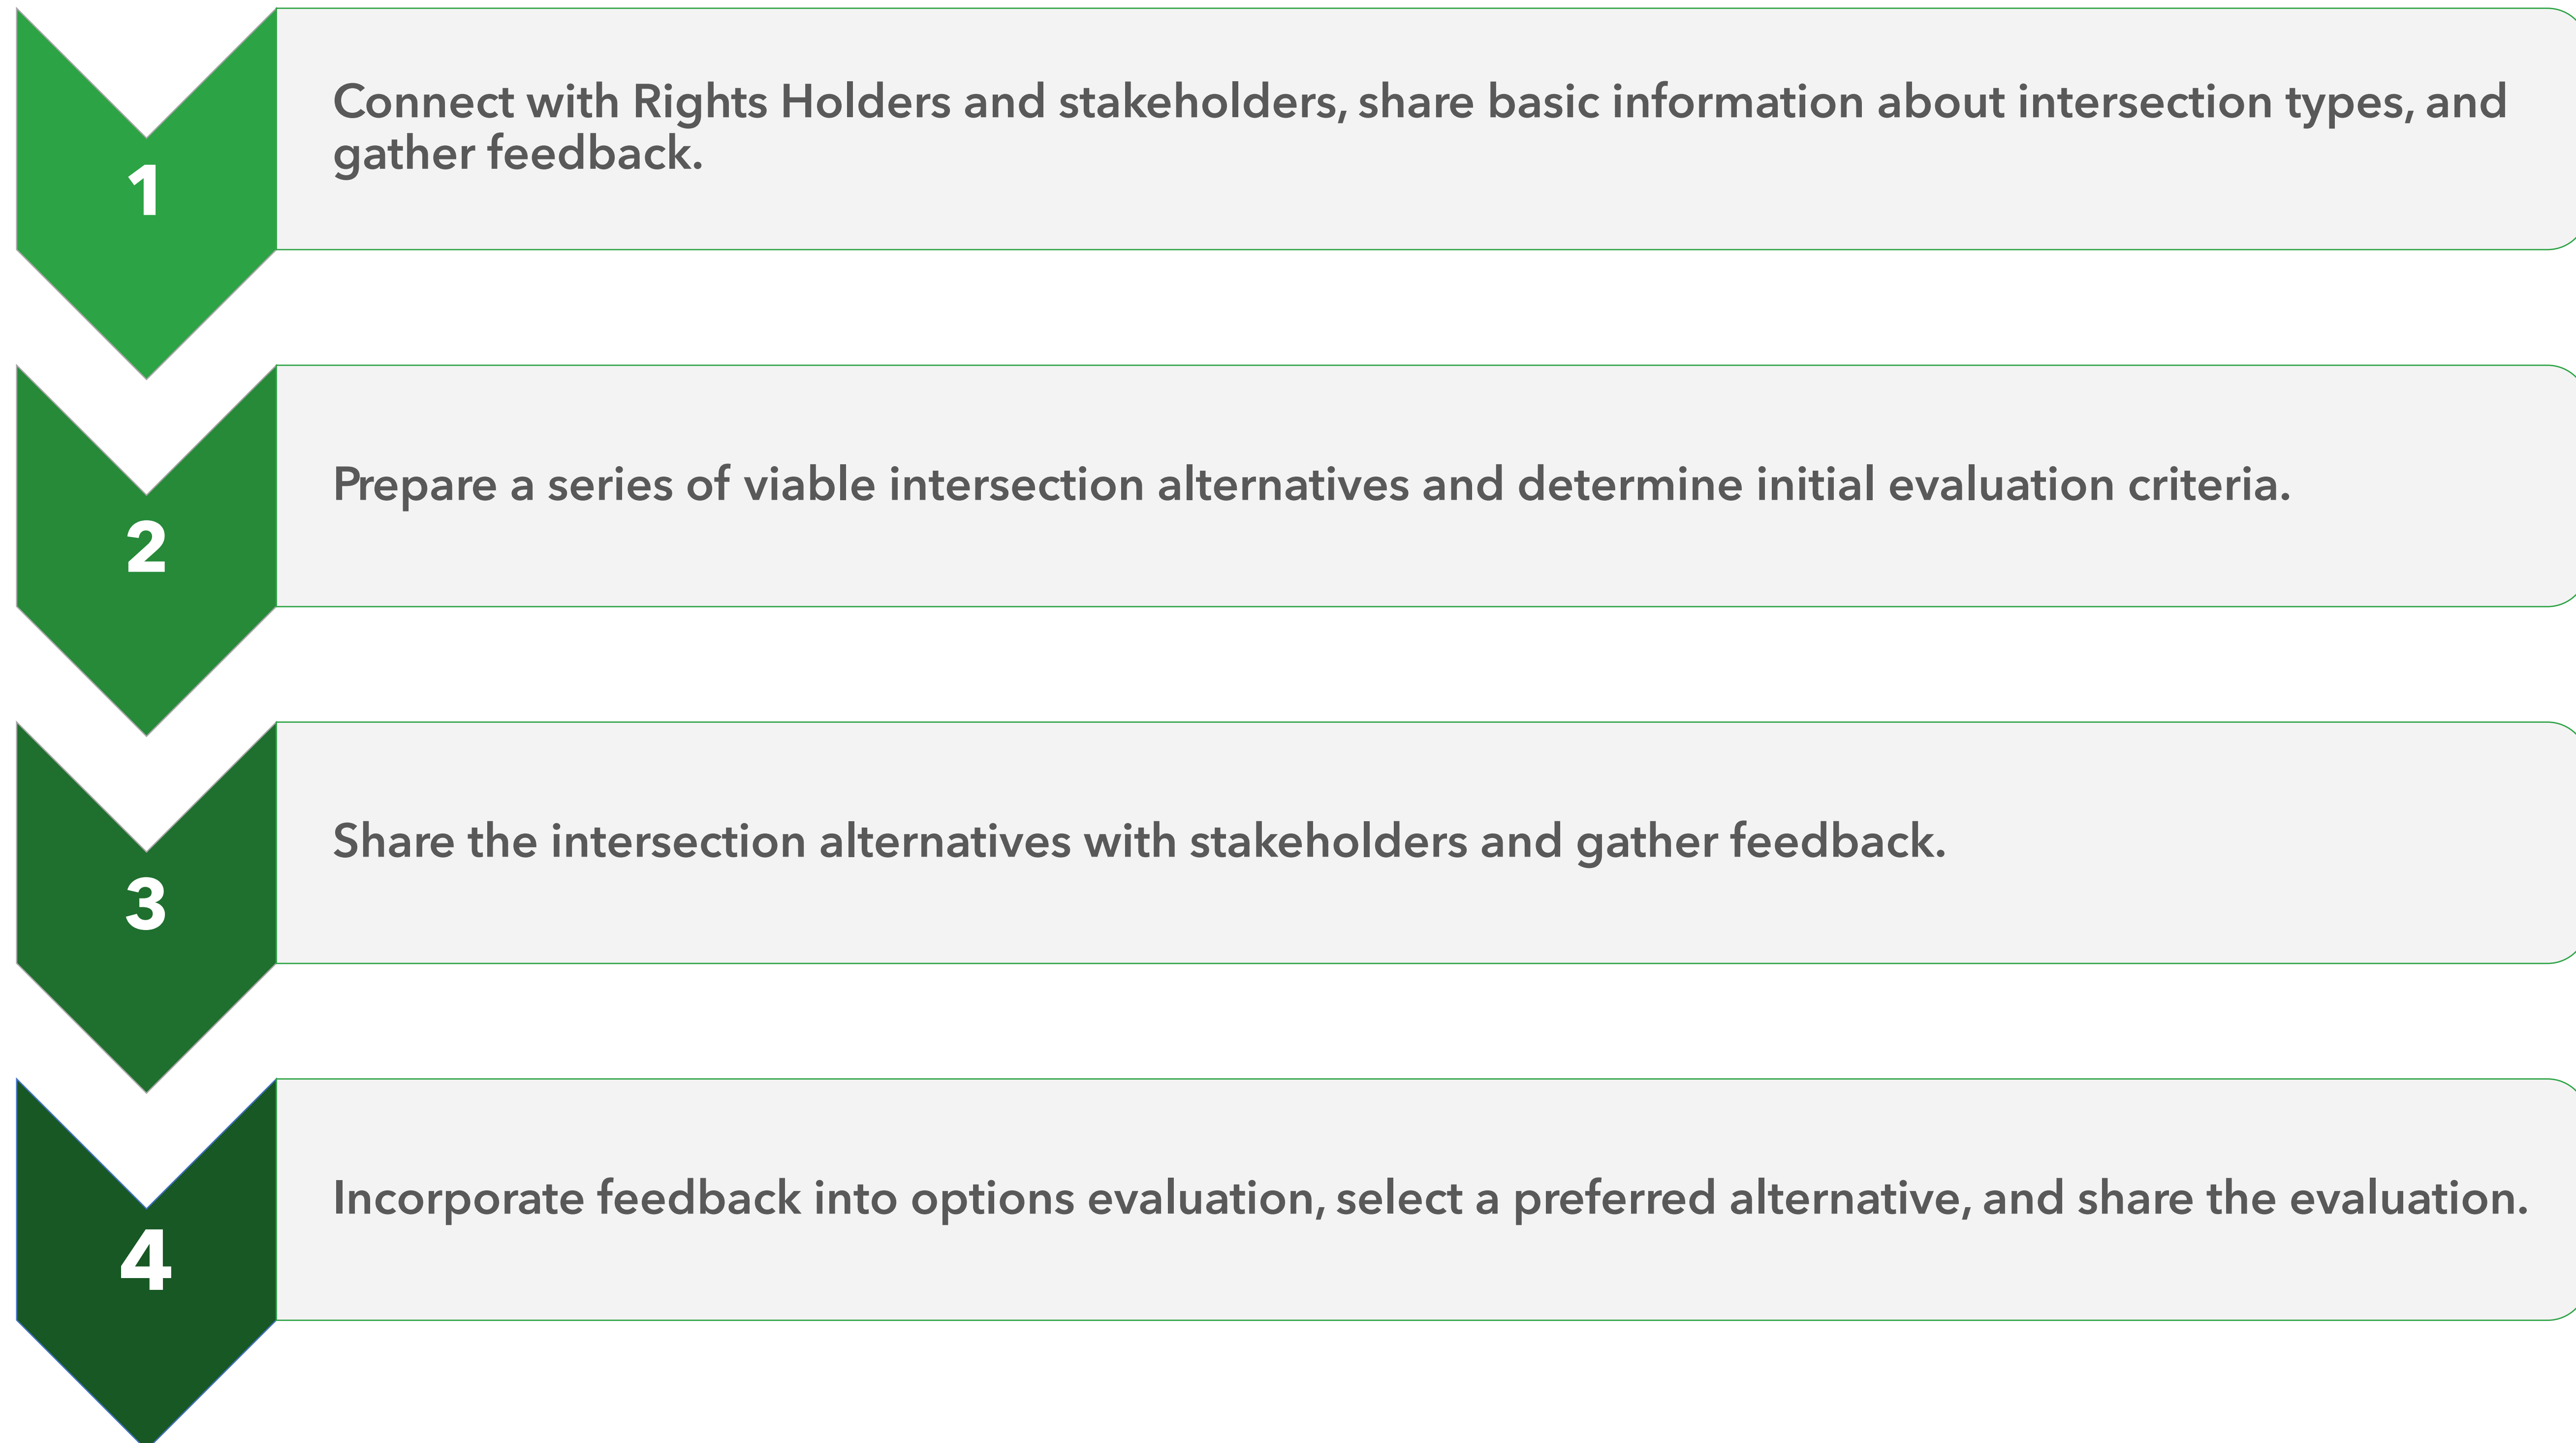 1
Connect with Rights Holders and stakeholders, share basic information about intersection types, and
gather feedback.
2
Prepare a series of viable intersection alternatives and determine initial evaluation criteria.
3
Share the intersection alternatives with stakeholders and gather feedback.
4
Incorporate feedback into options evaluation, select a preferred alternative, and share the evaluation.